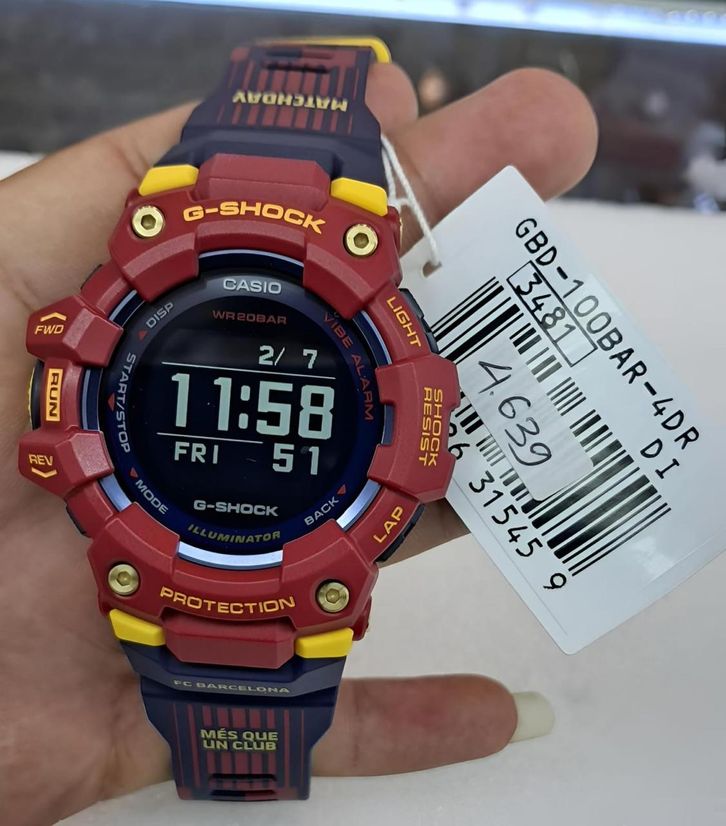 MATCHDAY
G-SHOCK
CASIO
WR20BAR
DISP
VIBE ALARM
LIGHT
FWD
RUN
REV
START/STOP
2/ 7
11:58
FRI 51
SHOCK
RESIST
G-SHOCK
MODE
ILLUMINATOR
BACK
LAP
PROTECTION
FC BARCELONA
MÉS QUE
UN CLUB
GBD-100BAR-4DR
3481
DI
4.639
31545 9